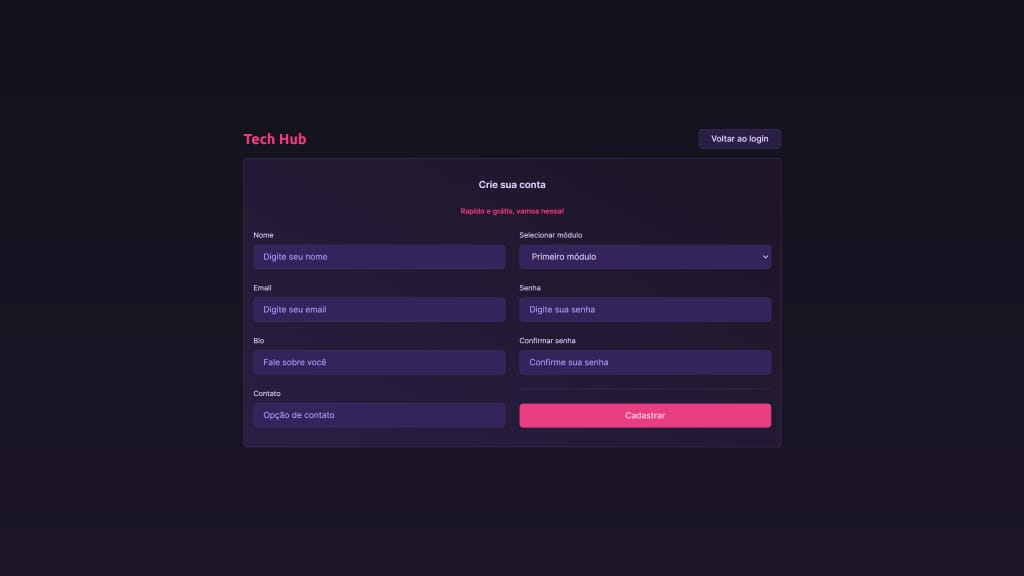 Tech Hub
Voltar ao login
Crie sua conta
Rapido e grátis, vamos nessa!
Nome
Digite seu nome
Selecionar módulo
Primeiro módulo
Email
Digite seu email
Senha
Digite sua senha
Bio
Fale sobre você
Confirmar senha
Confirme sua senha
Contato
Opção de contato
Cadastrar